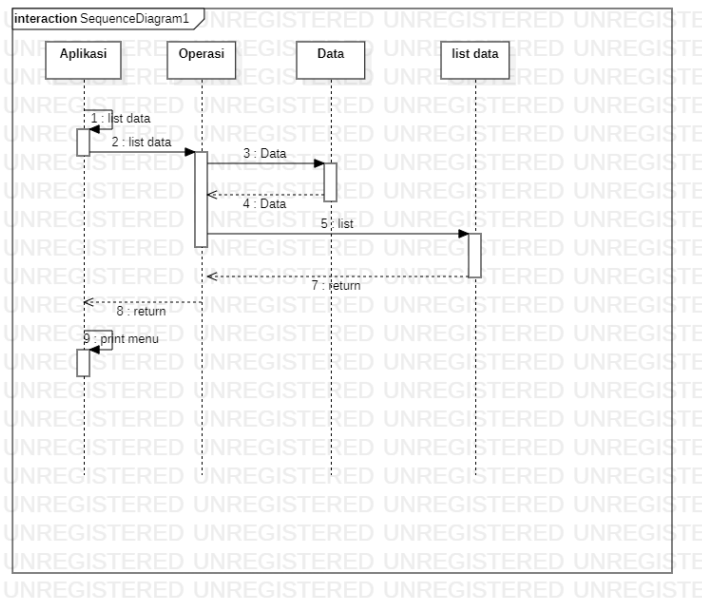 interaction SequenceDiagram1
Aplikasi
Operasi
Data
list data
1 : list data
2 : list data
3 : Data
4 : Data
5 : list
7 : return
8 : return
9 : print menu
UNREGISTERED UNREGISTERED UNREGISTERED UNREGISTE